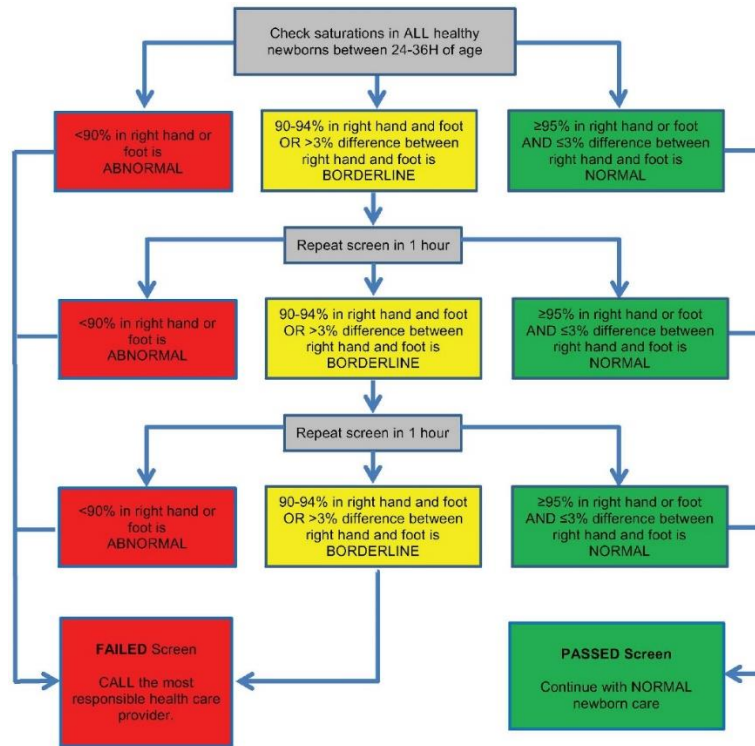 Check saturations in ALL healthy
newborns between 24-36H of age
<90% in right hand or
foot is
ABNORMAL
90-94% in right hand and foot
OR >3% difference between
right hand and foot is
BORDERLINE
≥95% in right hand or foot
AND ≤3% difference between
right hand and foot is
NORMAL
Repeat screen in 1 hour
<90% in right hand or
foot is
ABNORMAL
90-94% in right hand and foot
OR >3% difference between
right hand and foot is
BORDERLINE
≥95% in right hand or foot
AND ≤3% difference between
right hand and foot is
NORMAL
Repeat screen in 1 hour
<90% in right hand or
foot is
ABNORMAL
90-94% in right hand and foot
OR >3% difference between
right hand and foot is
BORDERLINE
≥95% in right hand or foot
AND ≤3% difference between
right hand and foot is
NORMAL
FAILED Screen
CALL the most
responsible health care
provider.
PASSED Screen
Continue with NORMAL
newborn care